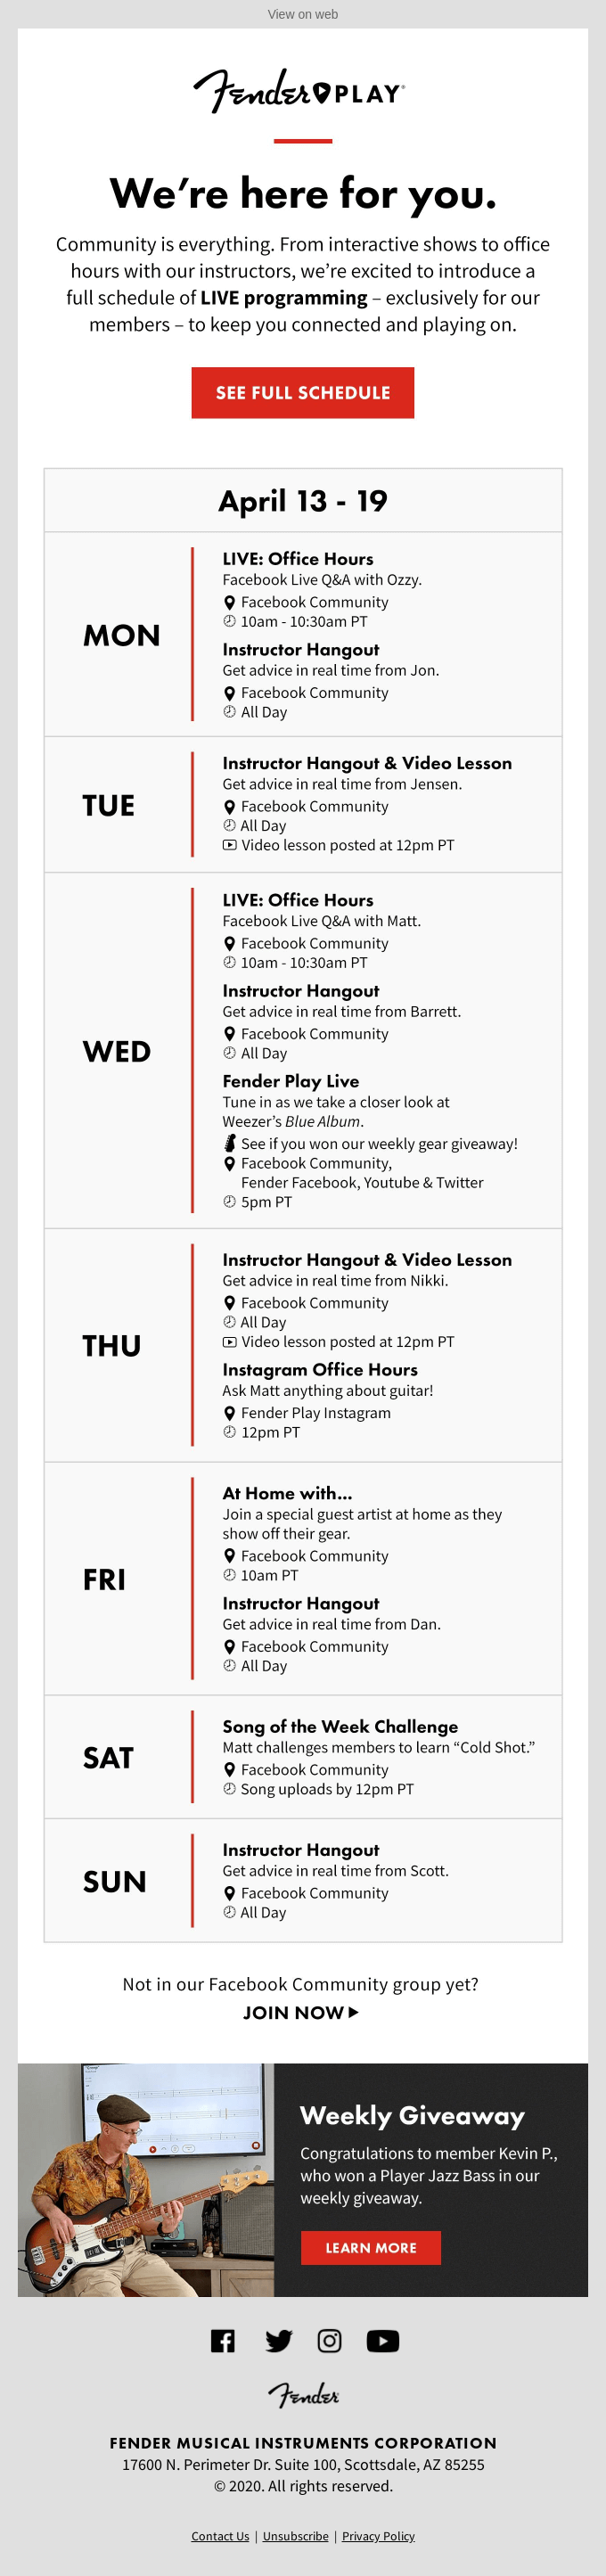 View on web
Fender PLAY
We're here for you.
Community is everything. From interactive shows to office
hours with our instructors, we're excited to introduce a
full schedule of LIVE programming – exclusively for our
members – to keep you connected and playing on.
SEE FULL SCHEDULE
April 13 - 19
MON
LIVE: Office Hours
Facebook Live Q&A with Ozzy.
Facebook Community
10am - 10:30am PT
Instructor Hangout
Get advice in real time from Jon.
Facebook Community
All Day
TUE
Instructor Hangout & Video Lesson
Get advice in real time from Jensen.
Facebook Community
All Day
Video lesson posted at 12pm PT
WED
LIVE: Office Hours
Facebook Live Q&A with Matt.
Facebook Community
10am - 10:30am PT
Instructor Hangout
Get advice in real time from Barrett.
Facebook Community
All Day
Fender Play Live
Tune in as we take a closer look at
Weezer's Blue Album.
See if you won our weekly gear giveaway!
Facebook Community,
Fender Facebook, Youtube & Twitter
5pm PT
THU
Instructor Hangout & Video Lesson
Get advice in real time from Nikki.
Facebook Community
All Day
Video lesson posted at 12pm PT
Instagram Office Hours
Ask Matt anything about guitar!
Fender Play Instagram
12pm PT
FRI
At Home with...
Join a special guest artist at home as they
show off their gear.
Facebook Community
10am PT
Instructor Hangout
Get advice in real time from Dan.
Facebook Community
All Day
SAT
Song of the Week Challenge
Matt challenges members to learn “Cold Shot.”
Facebook Community
Song uploads by 12pm PT
SUN
Instructor Hangout
Get advice in real time from Scott.
Facebook Community
All Day
Not in our Facebook Community group yet?
JOIN NOW
Weekly Giveaway
Congratulations to member Kevin P.,
who won a Player Jazz Bass in our
weekly giveaway.
LEARN MORE
Fender
FENDER MUSICAL INSTRUMENTS CORPORATION
17600 N. Perimeter Dr. Suite 100, Scottsdale, AZ 85255
© 2020. All rights reserved.
Contact Us | Unsubscribe | Privacy Policy